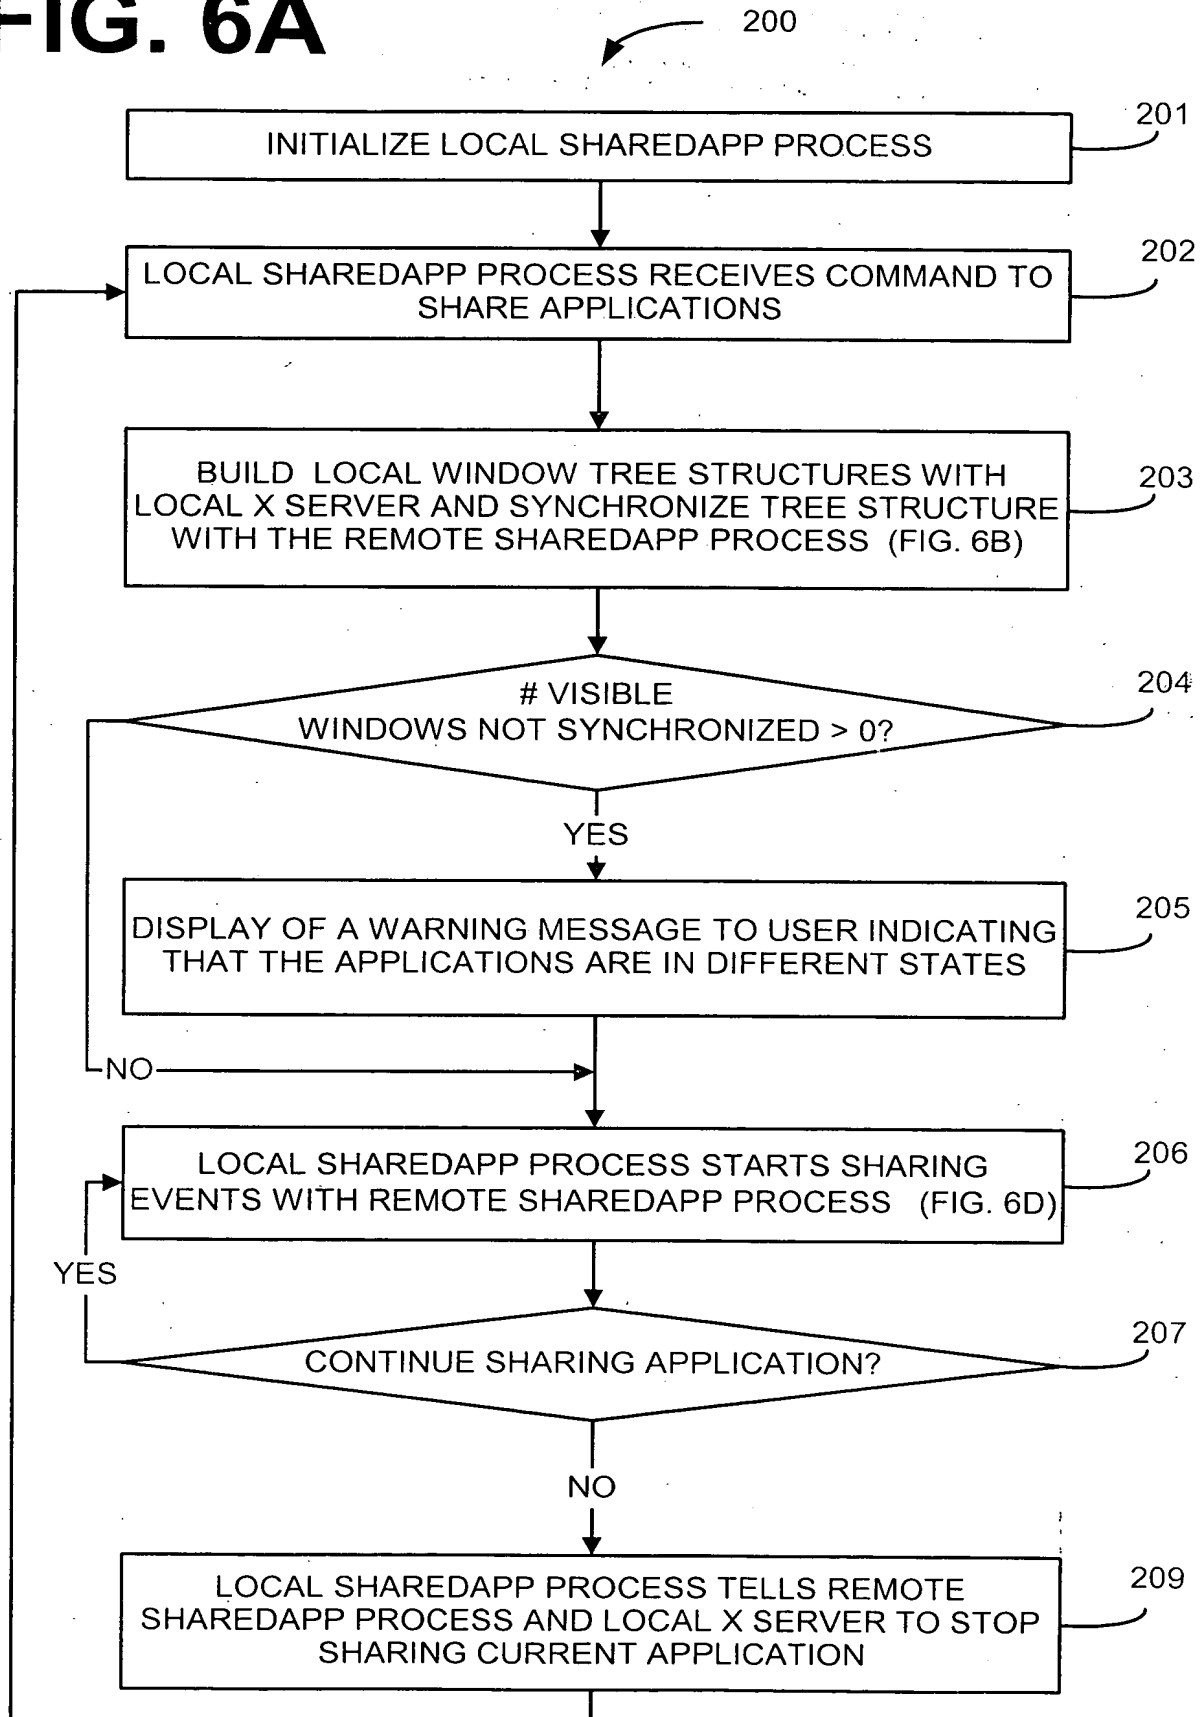 FIG. 6A
200
INITIALIZE LOCAL SHAREDAPP PROCESS
201
LOCAL SHAREDAPP PROCESS RECEIVES COMMAND TO
SHARE APPLICATIONS
202
BUILD LOCAL WINDOW TREE STRUCTURES WITH
LOCAL X SERVER AND SYNCHRONIZE TREE STRUCTURE
WITH THE REMOTE SHAREDAPP PROCESS (FIG. 6B)
203
# VISIBLE
WINDOWS NOT SYNCHRONIZED > 0?
204
YES
DISPLAY OF A WARNING MESSAGE TO USER INDICATING
THAT THE APPLICATIONS ARE IN DIFFERENT STATES
205
NO
LOCAL SHAREDAPP PROCESS STARTS SHARING
EVENTS WITH REMOTE SHAREDAPP PROCESS (FIG. 6D)
206
YES
CONTINUE SHARING APPLICATION?
207
NO
LOCAL SHAREDAPP PROCESS TELLS REMOTE
SHAREDAPP PROCESS AND LOCAL X SERVER TO STOP
SHARING CURRENT APPLICATION
209